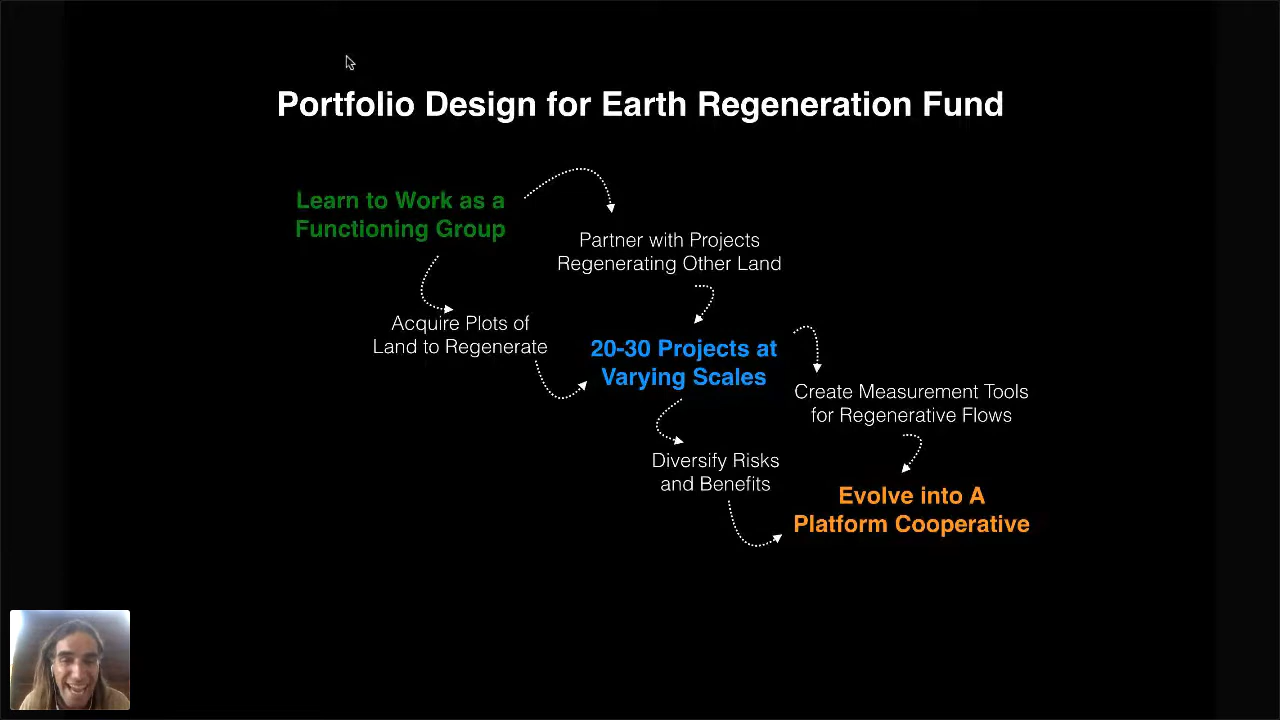 Portfolio Design for Earth Regeneration Fund
Learn to Work as a
Functioning Group
Partner with Projects
Regenerating Other Land
Acquire Plots of
Land to Regenerate
20-30 Projects at
Varying Scales
Create Measurement Tools
for Regenerative Flows
Diversify Risks
and Benefits
Evolve into A
Platform Cooperative